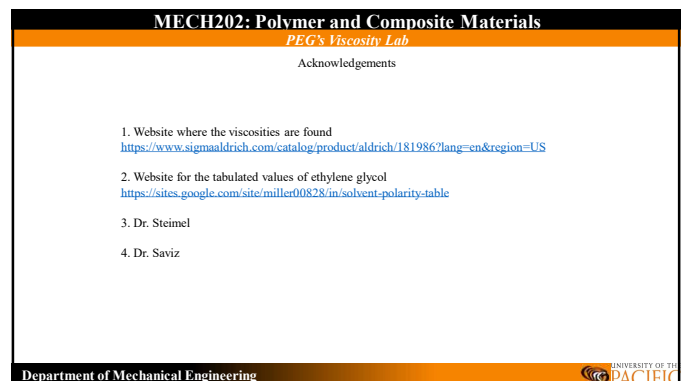 MECH202: Polymer and Composite Materials
PEG's Viscosity Lab
Acknowledgements
1. Website where the viscosities are found
https://www.sigmaaldrich.com/catalog/product/aldrich/181986?lang=en&region=US
2. Website for the tabulated values of ethylene glycol
https://sites.google.com/site/miller00828/in/solvent-polarity-table
3. Dr. Steimel
4. Dr. Saviz
Department of Mechanical Engineering
UNIVERSITY OF THE
PACIFIC